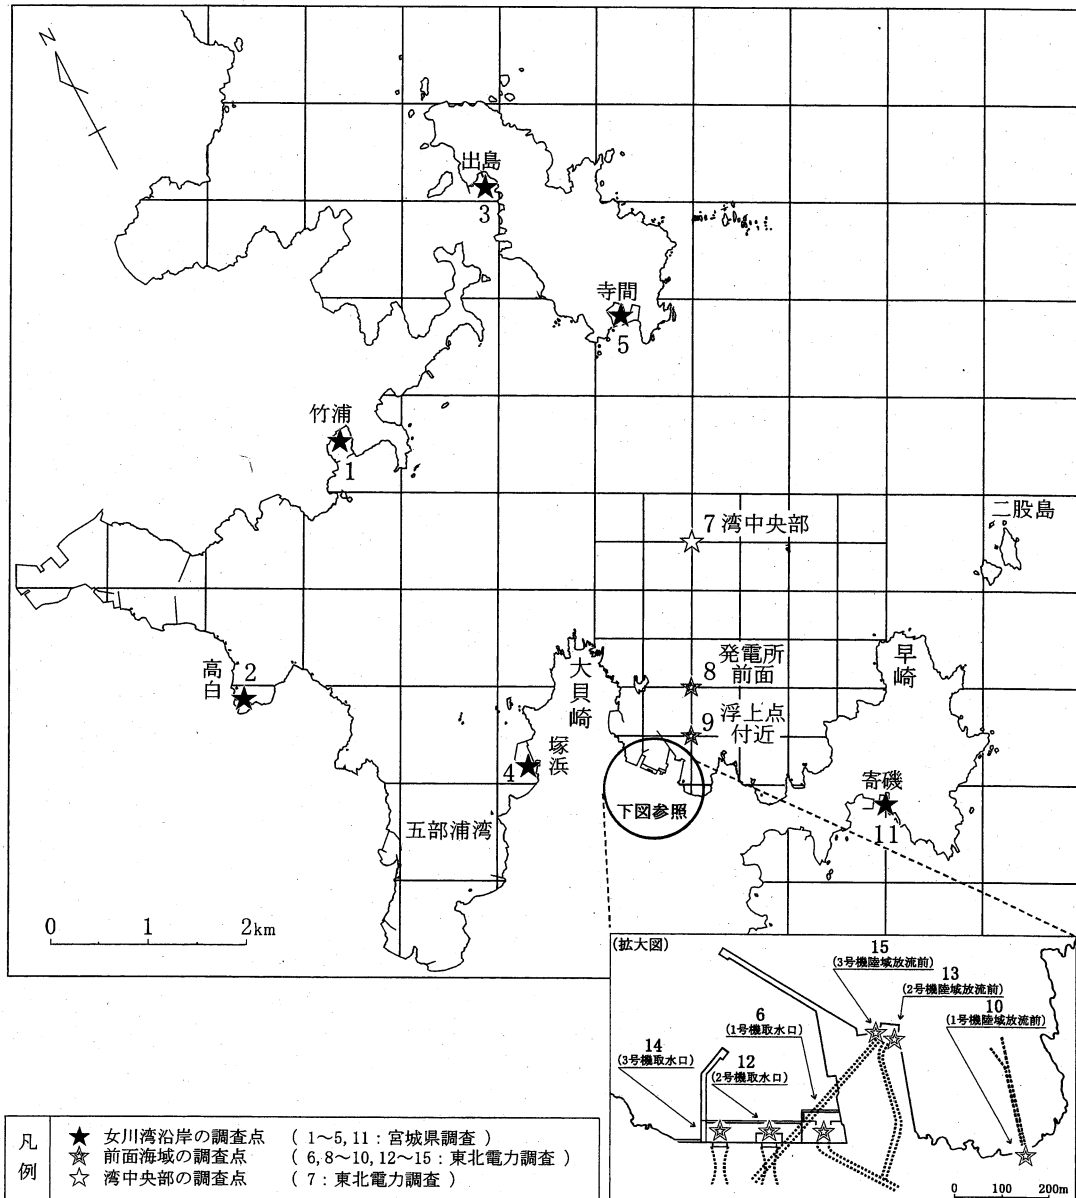 N
出島
3
寺間
5
竹浦
1
二股島
7 湾中央部
高白
2
大貝崎
発電所
前面
8
早崎
9
浮上点
付近
塚浜
4
寄磯
11
下図参照
五部浦湾
0 1 2km
(拡大図)
15
(3号機陸域放流前)
13
(2号機陸域放流前)
10
(1号機陸域放流前)
6
(1号機取水口)
14
(3号機取水口)
12
(2号機取水口)
0 100 200m
凡例
★ 女川湾沿岸の調査点 ( 1~5, 11 : 宮城県調査 )
前面海域の調査点 ( 6, 8~10, 12~15 : 東北電力調査 )
☆ 湾中央部の調査点 ( 7 : 東北電力調査 )